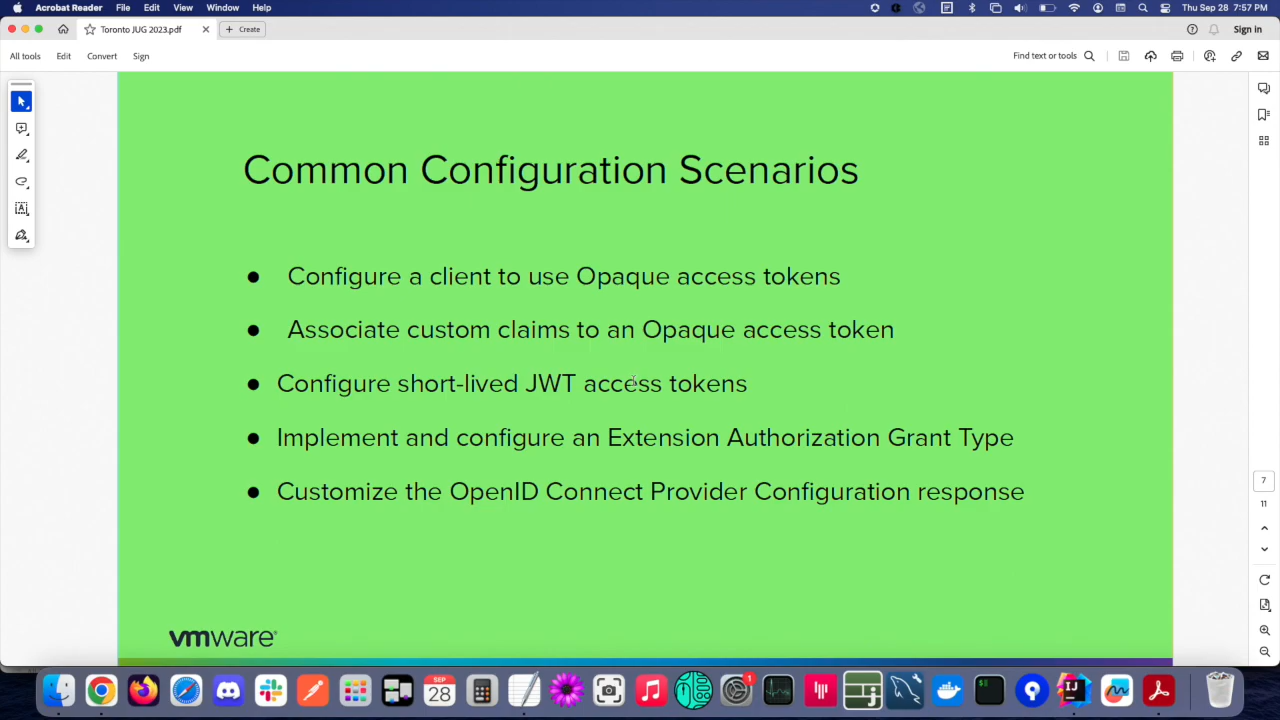 Acrobat Reader File Edit View Window Help Thu Sep 28 7:57 PM
Toronto JUG 2023.pdf Create Sign in
All tools Edit Convert Sign Find text or tools
Common Configuration Scenarios
● Configure a client to use Opaque access tokens
● Associate custom claims to an Opaque access token
● Configure short-lived JWT access tokens
● Implement and configure an Extension Authorization Grant Type
● Customize the OpenID Connect Provider Configuration response
7
11
vmware®
SEP
28
1